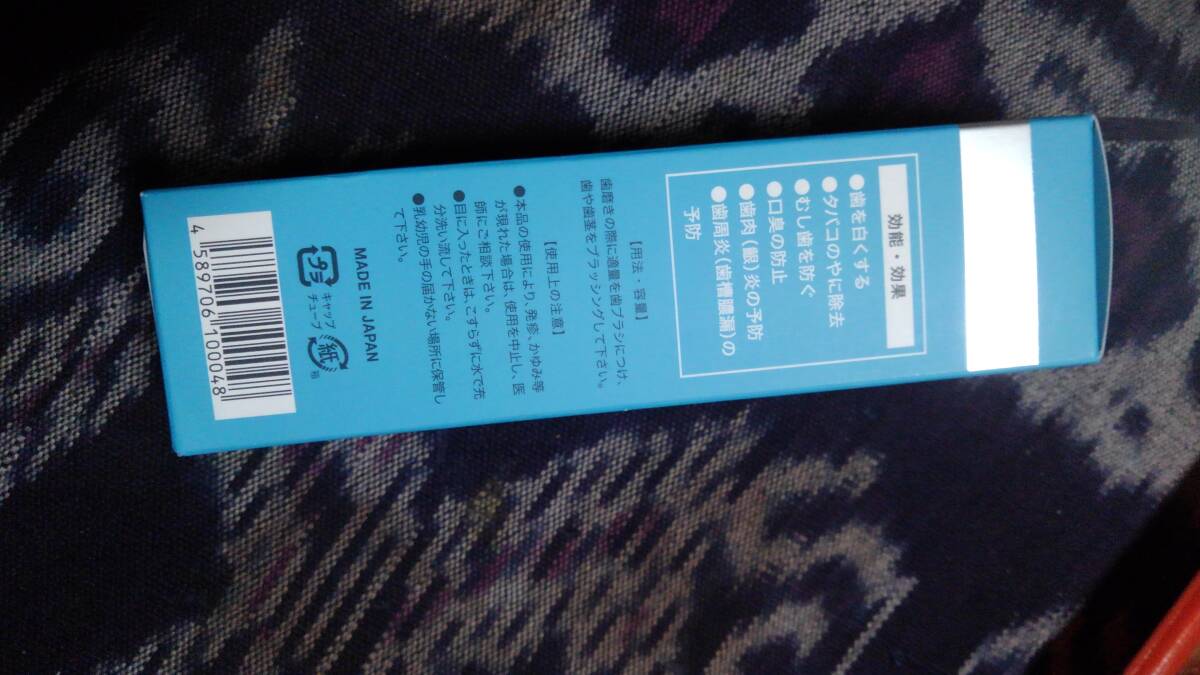 効能・効果
●歯を白くする
●タバコのやに除去
●むし歯を防ぐ
●口臭の防止
●歯肉(齦)炎の予防
●歯周炎(歯槽膿漏)の
予防
【用法・容量】
歯磨きの際に適量を歯ブラシにつけ、
歯や歯茎をブラッシングして下さい。
【使用上の注意】
●本品の使用により、発疹、かゆみ等
が現れた場合は、使用を中止し、医
師にご相談下さい。
●目に入ったときは、こすらずに水で充
分洗い流して下さい。
●乳幼児の手の届かない場所に保管し
て下さい。
MADE IN JAPAN
プラ
キャップ
チューブ
紙
箱
4 589706 100048